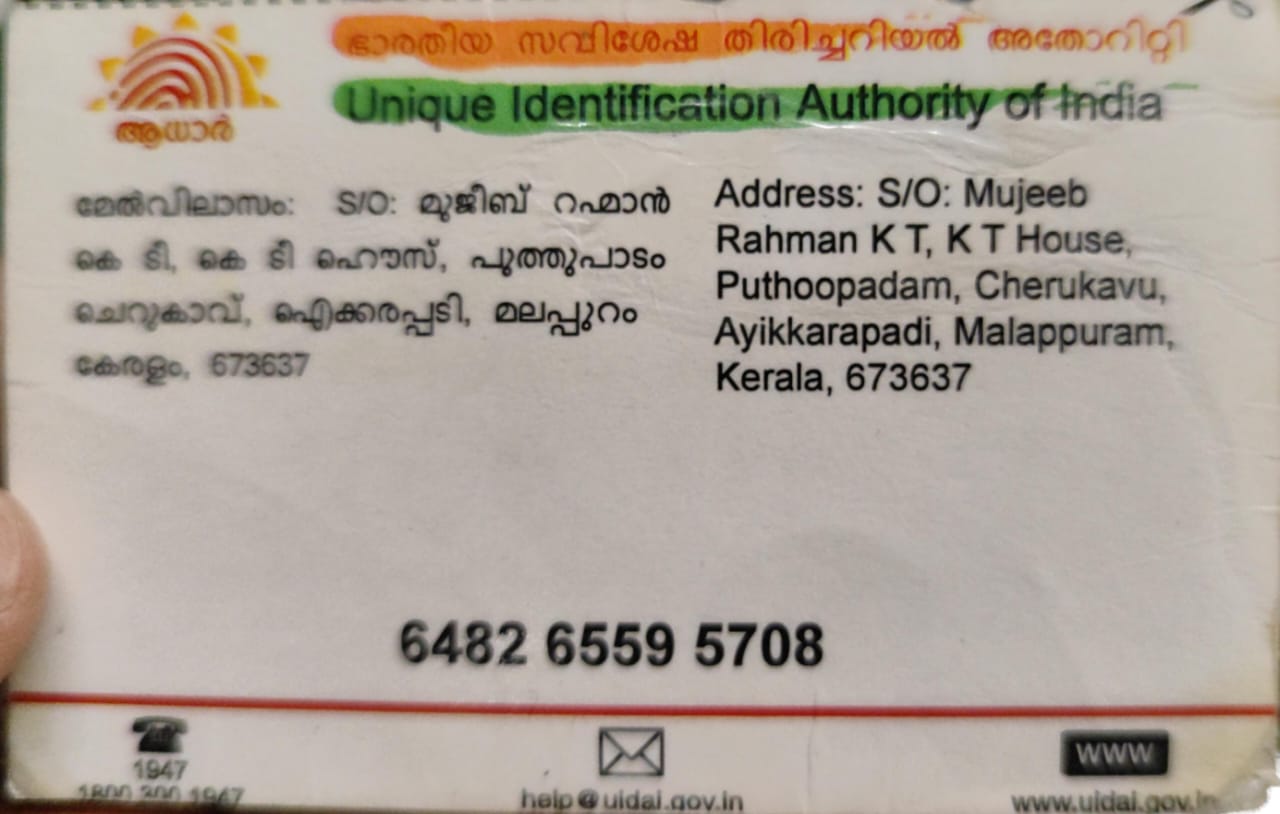 ആധാർ
ഭാരതീയ സവിശേഷ തിരിച്ചറിയൽ അതോറിറ്റി
Unique Identification Authority of India
മേൽവിലാസം: S/O: മുജീബ് റഹ്മാൻ
കെ ടി, കെ ടി ഹൌസ്, പുത്തുപാടം
ചെറുകാവ്, ഐക്കരപ്പടി, മലപ്പുറം
കേരളം, 673637
Address: S/O: Mujeeb
Rahman K T, K T House,
Puthoopadam, Cherukavu,
Ayikkarapadi, Malappuram,
Kerala, 673637
6482 6559 5708
1947
1800 300 1947
help@uidai.gov.in
WWW
www.uidai.gov.in